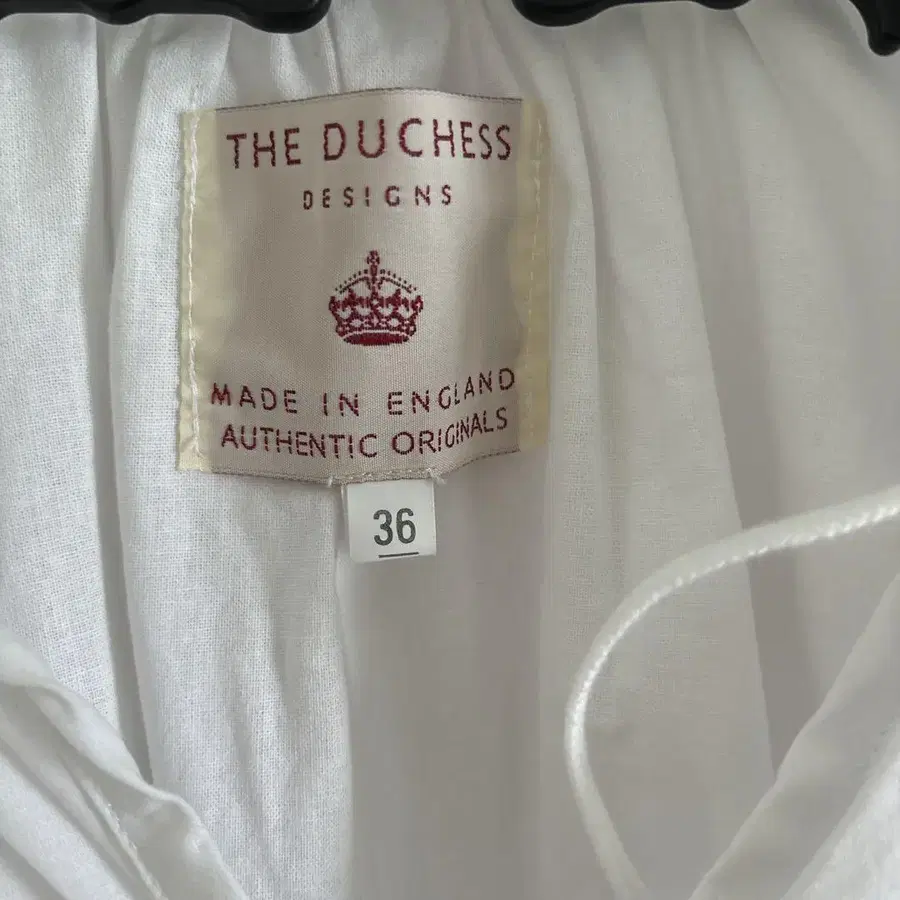 THE DUCHESS
DESIGNS
MADE IN ENGLAND
AUTHENTIC ORIGINALS
36